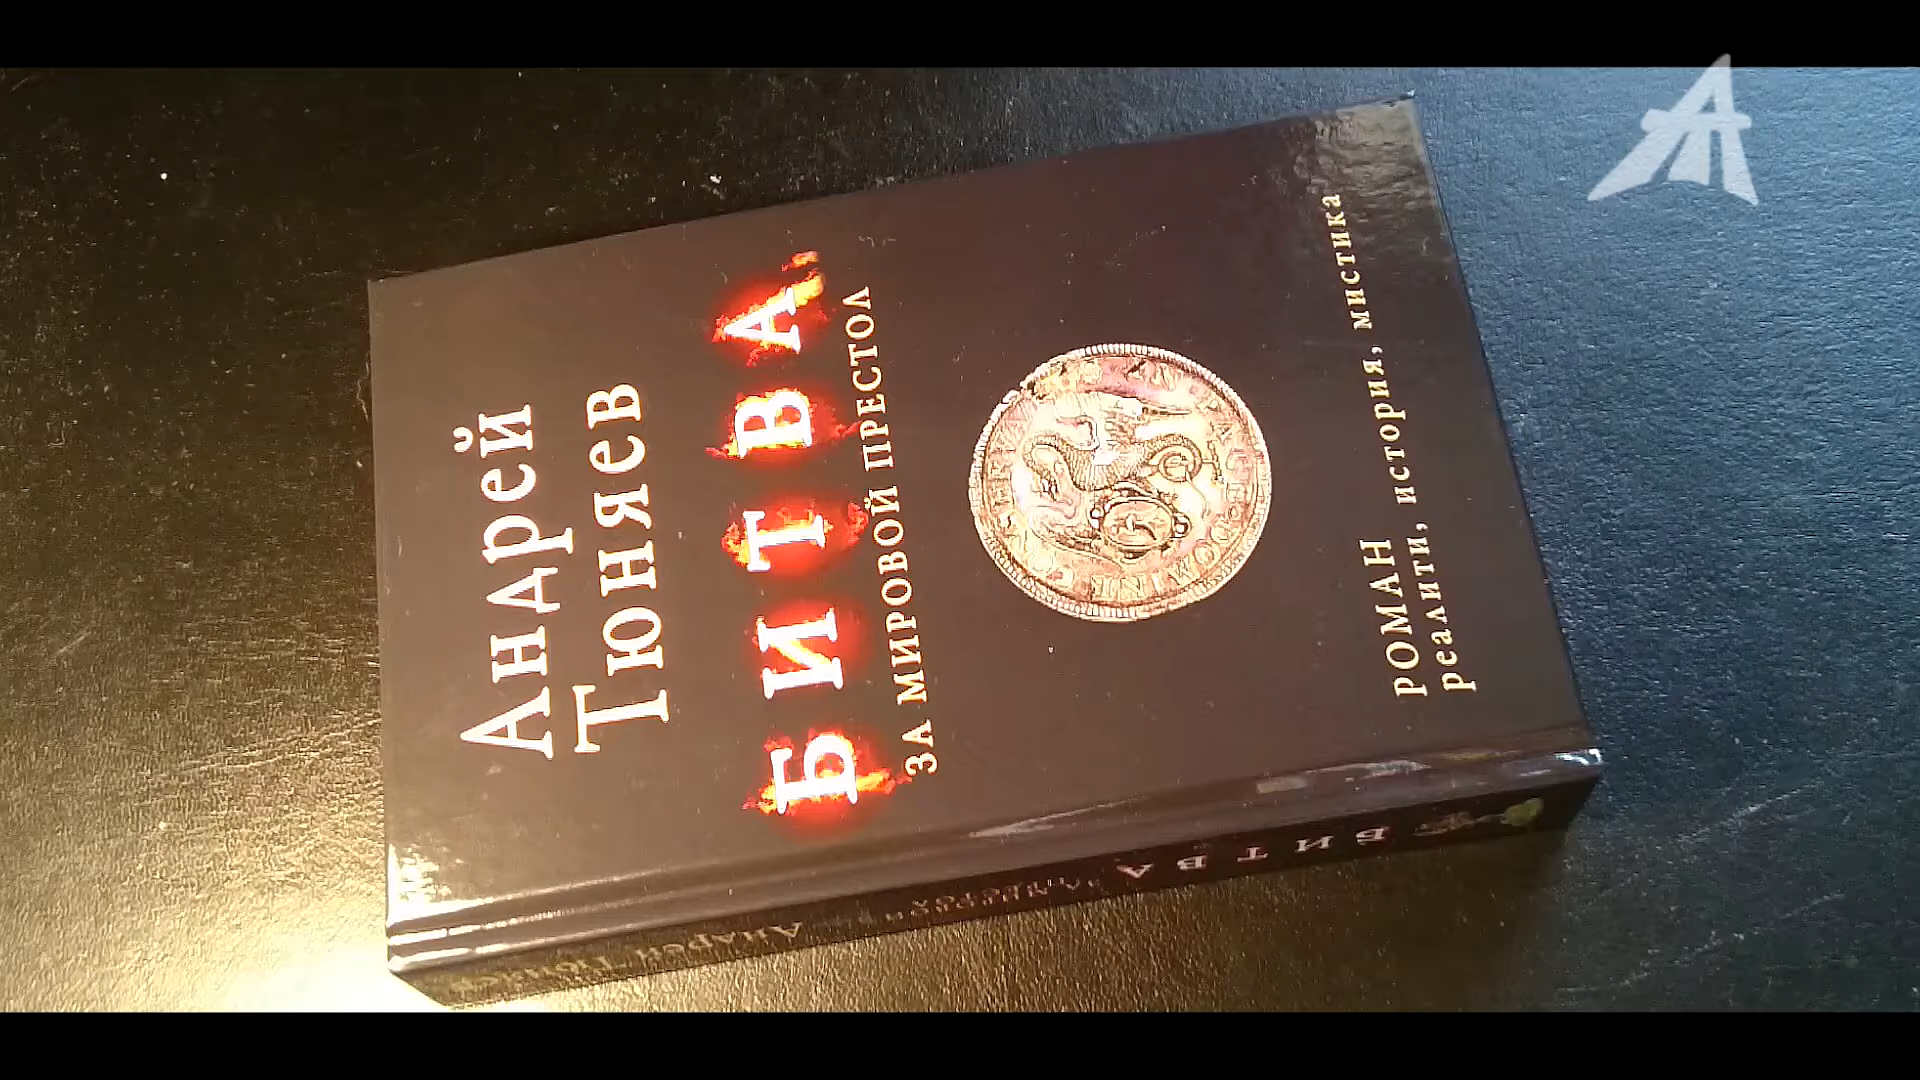 Андрей
Тюняев
БИТВА
ЗА МИРОВОЙ ПРЕСТОЛ
РОМАН
реалити, история, мистика
БИТВА
Андрей Тюняев